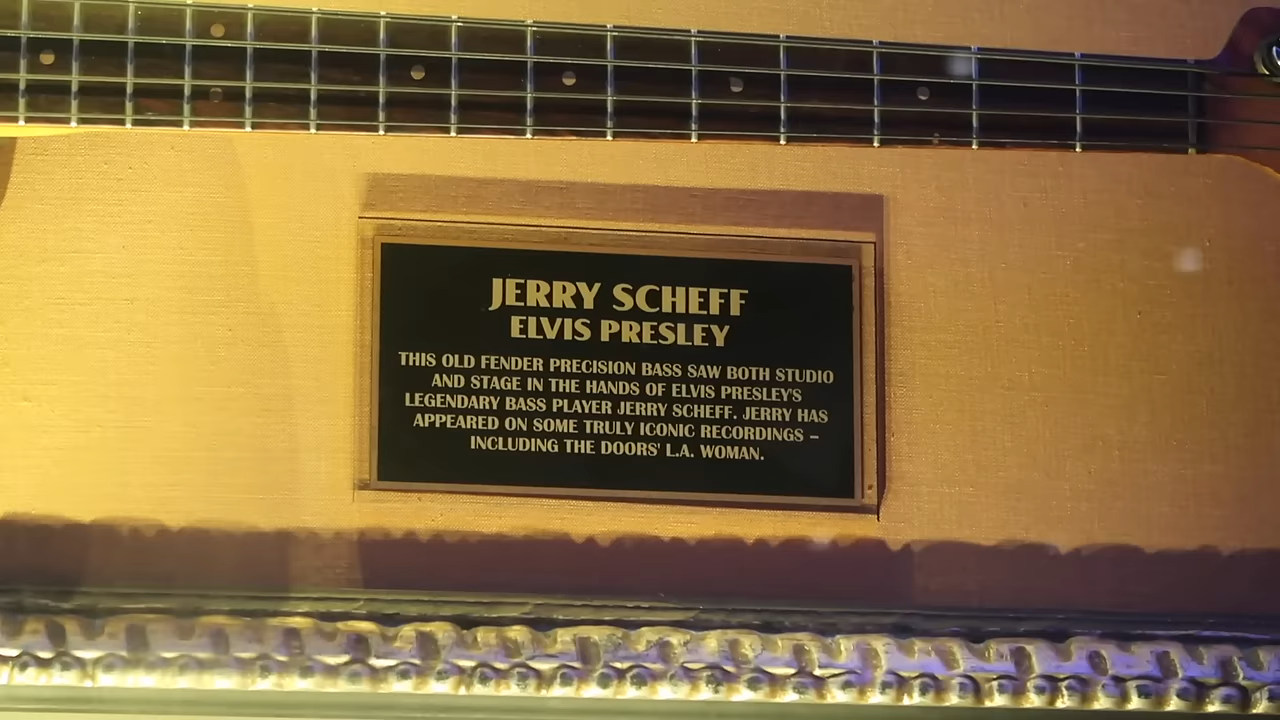 JERRY SCHEFF
ELVIS PRESLEY
THIS OLD FENDER PRECISION BASS SAW BOTH STUDIO
AND STAGE IN THE HANDS OF ELVIS PRESLEY'S
LEGENDARY BASS PLAYER JERRY SCHEFF. JERRY HAS
APPEARED ON SOME TRULY ICONIC RECORDINGS –
INCLUDING THE DOORS' L.A. WOMAN.